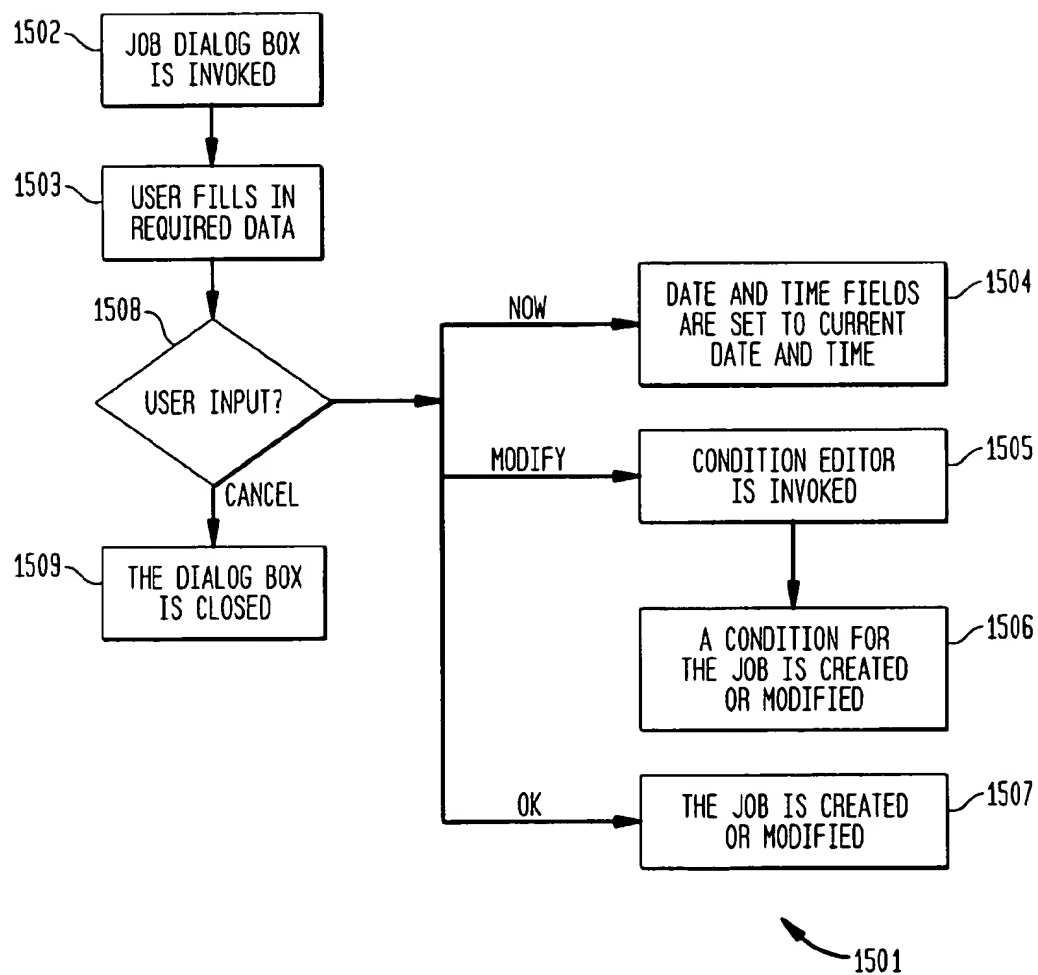 1502
JOB DIALOG BOX
IS INVOKED
1503
USER FILLS IN
REQUIRED DATA
1508
USER INPUT?
CANCEL
1509
THE DIALOG BOX
IS CLOSED
NOW
DATE AND TIME FIELDS
ARE SET TO CURRENT
DATE AND TIME
1504
MODIFY
CONDITION EDITOR
IS INVOKED
1505
A CONDITION FOR
THE JOB IS CREATED
OR MODIFIED
1506
OK
THE JOB IS CREATED
OR MODIFIED
1507
1501